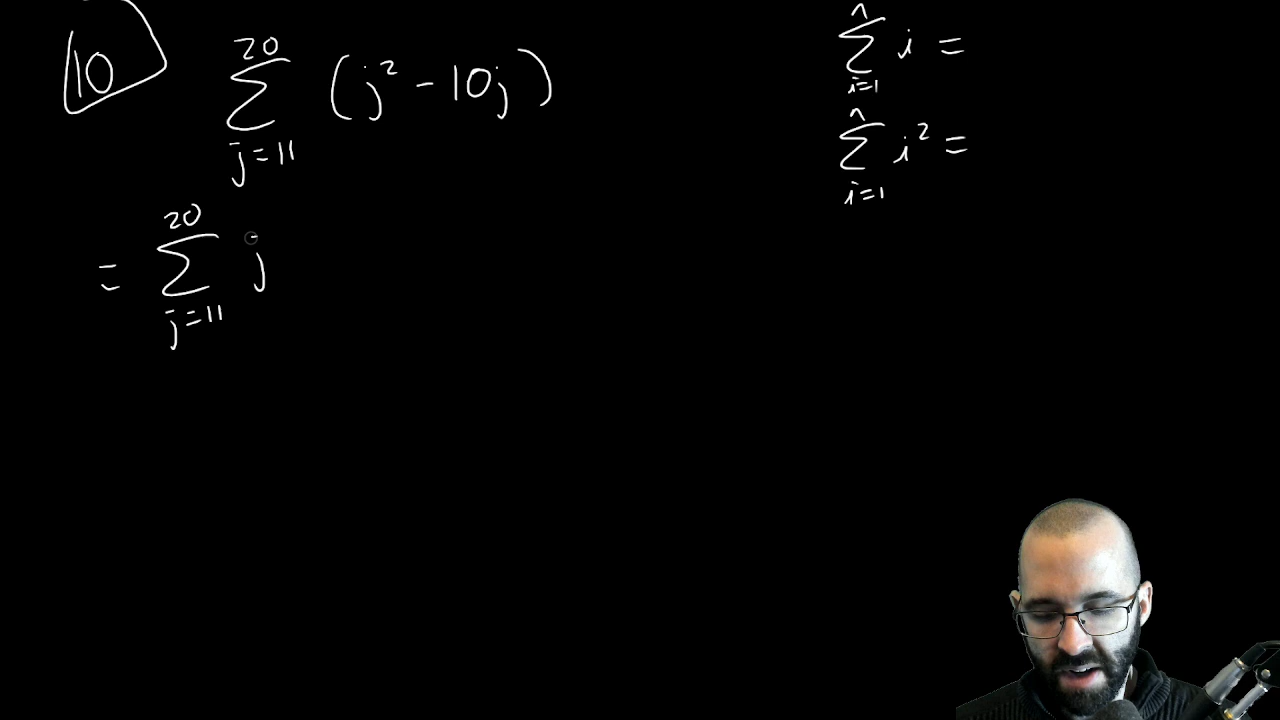 10
20
∑ (j² - 10j)
j=11
20
= ∑ j
j=11
n
∑ i =
i=1
n
∑ i² =
i=1